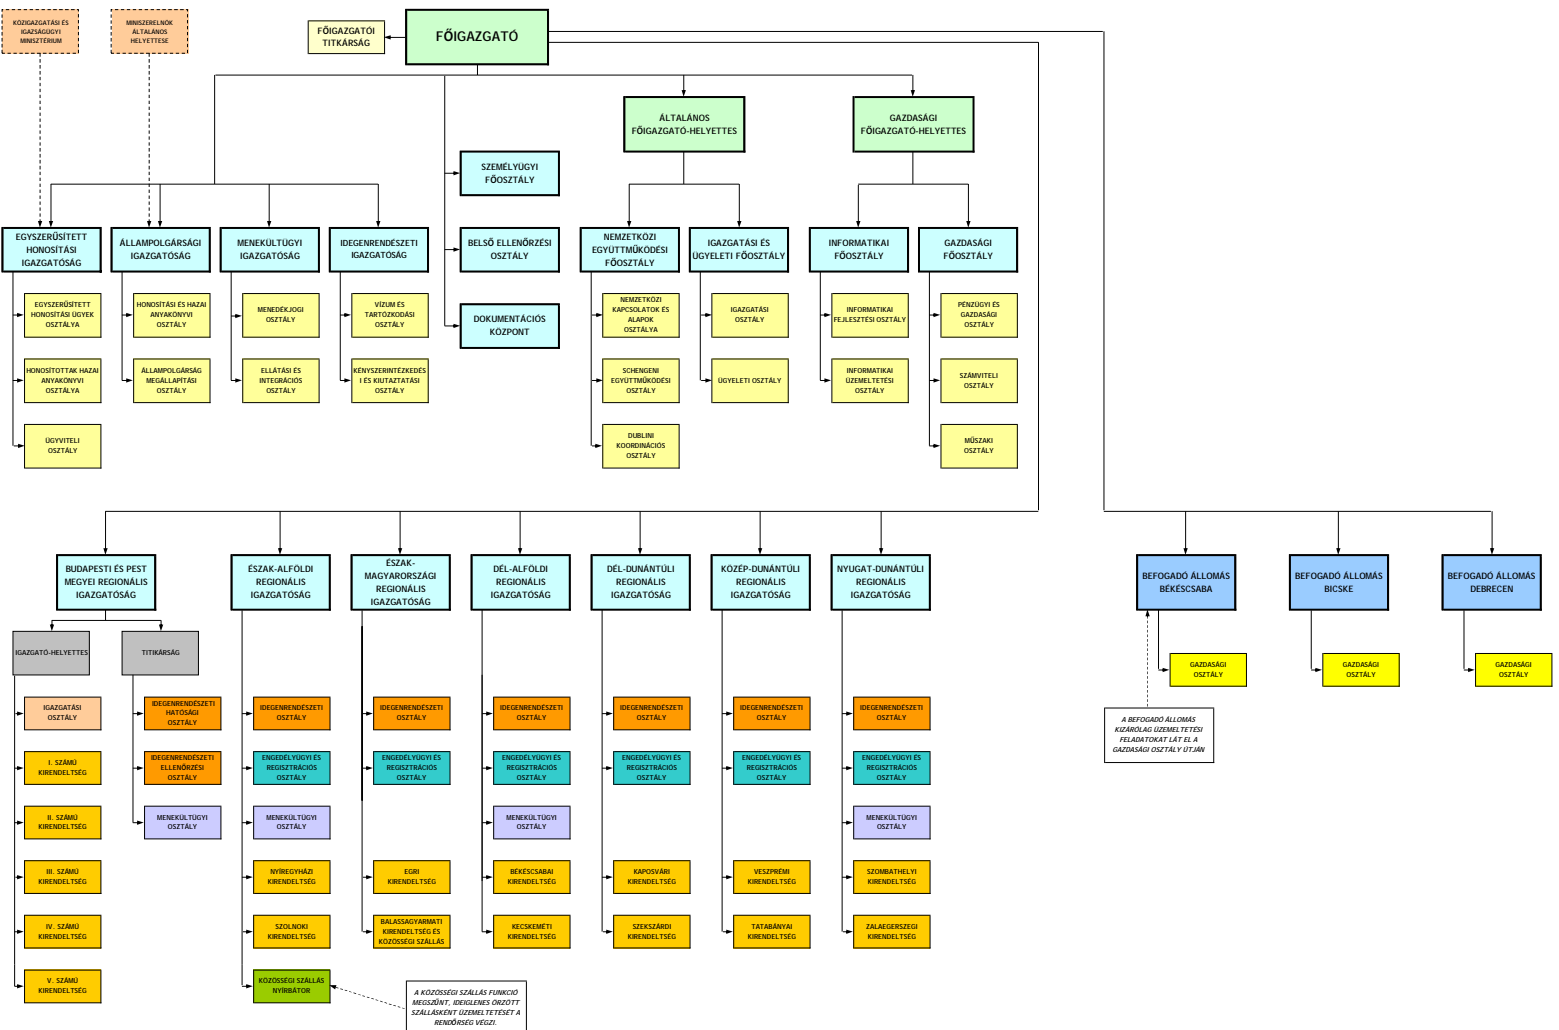 KÖZIGAZGATÁSI ÉS
IGAZSÁGÜGYI
MINISZTÉRIUM
MINISZERELNÖK
ÁLTALÁNOS
HELYETTESE
FŐIGAZGATÓI
TITKÁRSÁG
FŐIGAZGATÓ
ÁLTALÁNOS
FŐIGAZGATÓ-HELYETTES
GAZDASÁGI
FŐIGAZGATÓ-HELYETTES
SZEMÉLYÜGYI
FŐOSZTÁLY
BELSŐ ELLENŐRZÉSI
OSZTÁLY
DOKUMENTÁCIÓS
KÖZPONT
EGYSZERŰSÍTETT
HONOSÍTÁSI
IGAZGATÓSÁG
ÁLLAMPOLGÁRSÁGI
IGAZGATÓSÁG
MENEKÜLTÜGYI
IGAZGATÓSÁG
IDEGENRENDÉSZETI
IGAZGATÓSÁG
NEMZETKÖZI
EGYÜTTMŰKÖDÉSI
FŐOSZTÁLY
IGAZGATÁSI ÉS
ÜGYELETI FŐOSZTÁLY
INFORMATIKAI
FŐOSZTÁLY
GAZDASÁGI
FŐOSZTÁLY
EGYSZERŰSÍTETT
HONOSÍTÁSI ÜGYEK
OSZTÁLYA
HONOSÍTÁSI ÉS HAZAI
ANYAKÖNYVI
OSZTÁLY
MENEDÉKJOGI
OSZTÁLY
VÍZUM ÉS
TARTÓZKODÁSI
OSZTÁLY
NEMZETKÖZI
KAPCSOLATOK ÉS
ALAPOK
OSZTÁLYA
IGAZGATÁSI
OSZTÁLY
INFORMATIKAI
FEJLESZTÉSI OSZTÁLY
PÉNZÜGYI ÉS
GAZDASÁGI
OSZTÁLY
HONOSÍTOTTAK HAZAI
ANYAKÖNYVI
OSZTÁLYA
ÁLLAMPOLGÁRSÁG
MEGÁLLAPÍTÁSI
OSZTÁLY
ELLÁTÁSI ÉS
INTEGRÁCIÓS
OSZTÁLY
KÉNYSZERINTÉZKEDÉS
I ÉS KIUTAZTATÁSI
OSZTÁLY
SCHENGENI
EGYÜTTMŰKÖDÉSI
OSZTÁLY
ÜGYELETI OSZTÁLY
INFORMATIKAI
ÜZEMELTETÉSI
OSZTÁLY
SZÁMVITELI
OSZTÁLY
ÜGYVITELI
OSZTÁLY
DUBLINI
KOORDINÁCIÓS
OSZTÁLY
MŰSZAKI
OSZTÁLY
BUDAPESTI ÉS PEST
MEGYEI REGIONÁLIS
IGAZGATÓSÁG
ÉSZAK-ALFÖLDI
REGIONÁLIS
IGAZGATÓSÁG
ÉSZAK-
MAGYARORSZÁGI
REGIONÁLIS
IGAZGATÓSÁG
DÉL-ALFÖLDI
REGIONÁLIS
IGAZGATÓSÁG
DÉL-DUNÁNTÚLI
REGIONÁLIS
IGAZGATÓSÁG
KÖZÉP-DUNÁNTÚLI
REGIONÁLIS
IGAZGATÓSÁG
NYUGAT-DUNÁNTÚLI
REGIONÁLIS
IGAZGATÓSÁG
BEFOGADÓ ÁLLOMÁS
BÉKÉSCSABA
BEFOGADÓ ÁLLOMÁS
BICSKE
BEFOGADÓ ÁLLOMÁS
DEBRECEN
IGAZGATÓ-HELYETTES
TITIKÁRSÁG
GAZDASÁGI
OSZTÁLY
GAZDASÁGI
OSZTÁLY
GAZDASÁGI
OSZTÁLY
IGAZGATÁSI
OSZTÁLY
IDEGENRENDÉSZETI
HATÓSÁGI
OSZTÁLY
IDEGENRENDÉSZETI
OSZTÁLY
IDEGENRENDÉSZETI
OSZTÁLY
IDEGENRENDÉSZETI
OSZTÁLY
IDEGENRENDÉSZETI
OSZTÁLY
IDEGENRENDÉSZETI
OSZTÁLY
IDEGENRENDÉSZETI
OSZTÁLY
A BEFOGADÓ ÁLLOMÁS
KIZÁRÓLAG ÜZEMELTETÉSI
FELADATOKAT LÁT EL A
GAZDASÁGI OSZTÁLY ÚTJÁN
I. SZÁMÚ
KIRENDELTSÉG
IDEGENRENDÉSZETI
ELLENŐRZÉSI
OSZTÁLY
ENGEDÉLYÜGYI ÉS
REGISZTRÁCIÓS
OSZTÁLY
ENGEDÉLYÜGYI ÉS
REGISZTRÁCIÓS
OSZTÁLY
ENGEDÉLYÜGYI ÉS
REGISZTRÁCIÓS
OSZTÁLY
ENGEDÉLYÜGYI ÉS
REGISZTRÁCIÓS
OSZTÁLY
ENGEDÉLYÜGYI ÉS
REGISZTRÁCIÓS
OSZTÁLY
ENGEDÉLYÜGYI ÉS
REGISZTRÁCIÓS
OSZTÁLY
II. SZÁMÚ
KIRENDELTSÉG
MENEKÜLTÜGYI
OSZTÁLY
MENEKÜLTÜGYI
OSZTÁLY
MENEKÜLTÜGYI
OSZTÁLY
MENEKÜLTÜGYI
OSZTÁLY
III. SZÁMÚ
KIRENDELTSÉG
NYÍREGYHÁZI
KIRENDELTSÉG
EGRI
KIRENDELTSÉG
BÉKÉSCSABAI
KIRENDELTSÉG
KAPOSVÁRI
KIRENDELTSÉG
VESZPRÉMI
KIRENDELTSÉG
SZOMBATHELYI
KIRENDELTSÉG
IV. SZÁMÚ
KIRENDELTSÉG
SZOLNOKI
KIRENDELTSÉG
BALASSAGYARMATI
KIRENDELTSÉG ÉS
KÖZÖSSÉGI SZÁLLÁS
KECSKEMÉTI
KIRENDELTSÉG
SZEKSZÁRDI
KIRENDELTSÉG
TATABÁNYAI
KIRENDELTSÉG
ZALAEGERSZEGI
KIRENDELTSÉG
V. SZÁMÚ
KIRENDELTSÉG
KÖZÖSSÉGI SZÁLLÁS
NYÍRBÁTOR
A KÖZÖSSÉGI SZÁLLÁS FUNKCIÓ
MEGSZŰNT, IDEIGLENES ŐRZÖTT
SZÁLLÁSKÉNT ÜZEMELTETÉSÉT A
RENDŐRSÉG VÉGZI.